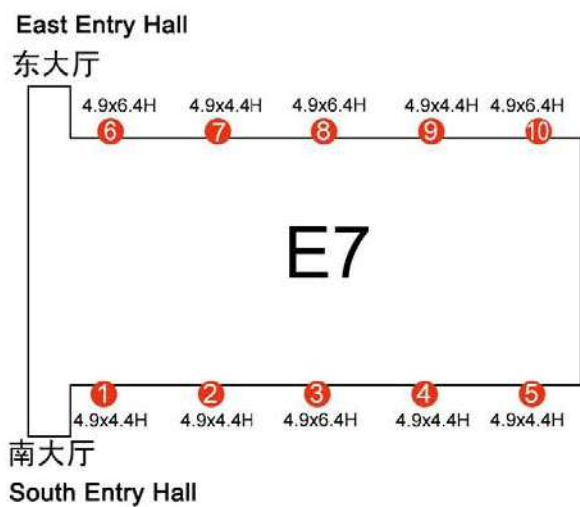 East Entry Hall
东大厅
4.9x6.4H 4.9x4.4H 4.9x6.4H 4.9x4.4H 4.9x6.4H
6 7 8 9 10
E7
1 2 3 4 5
4.9x4.4H 4.9x4.4H 4.9x6.4H 4.9x4.4H 4.9x4.4H
南大厅
South Entry Hall